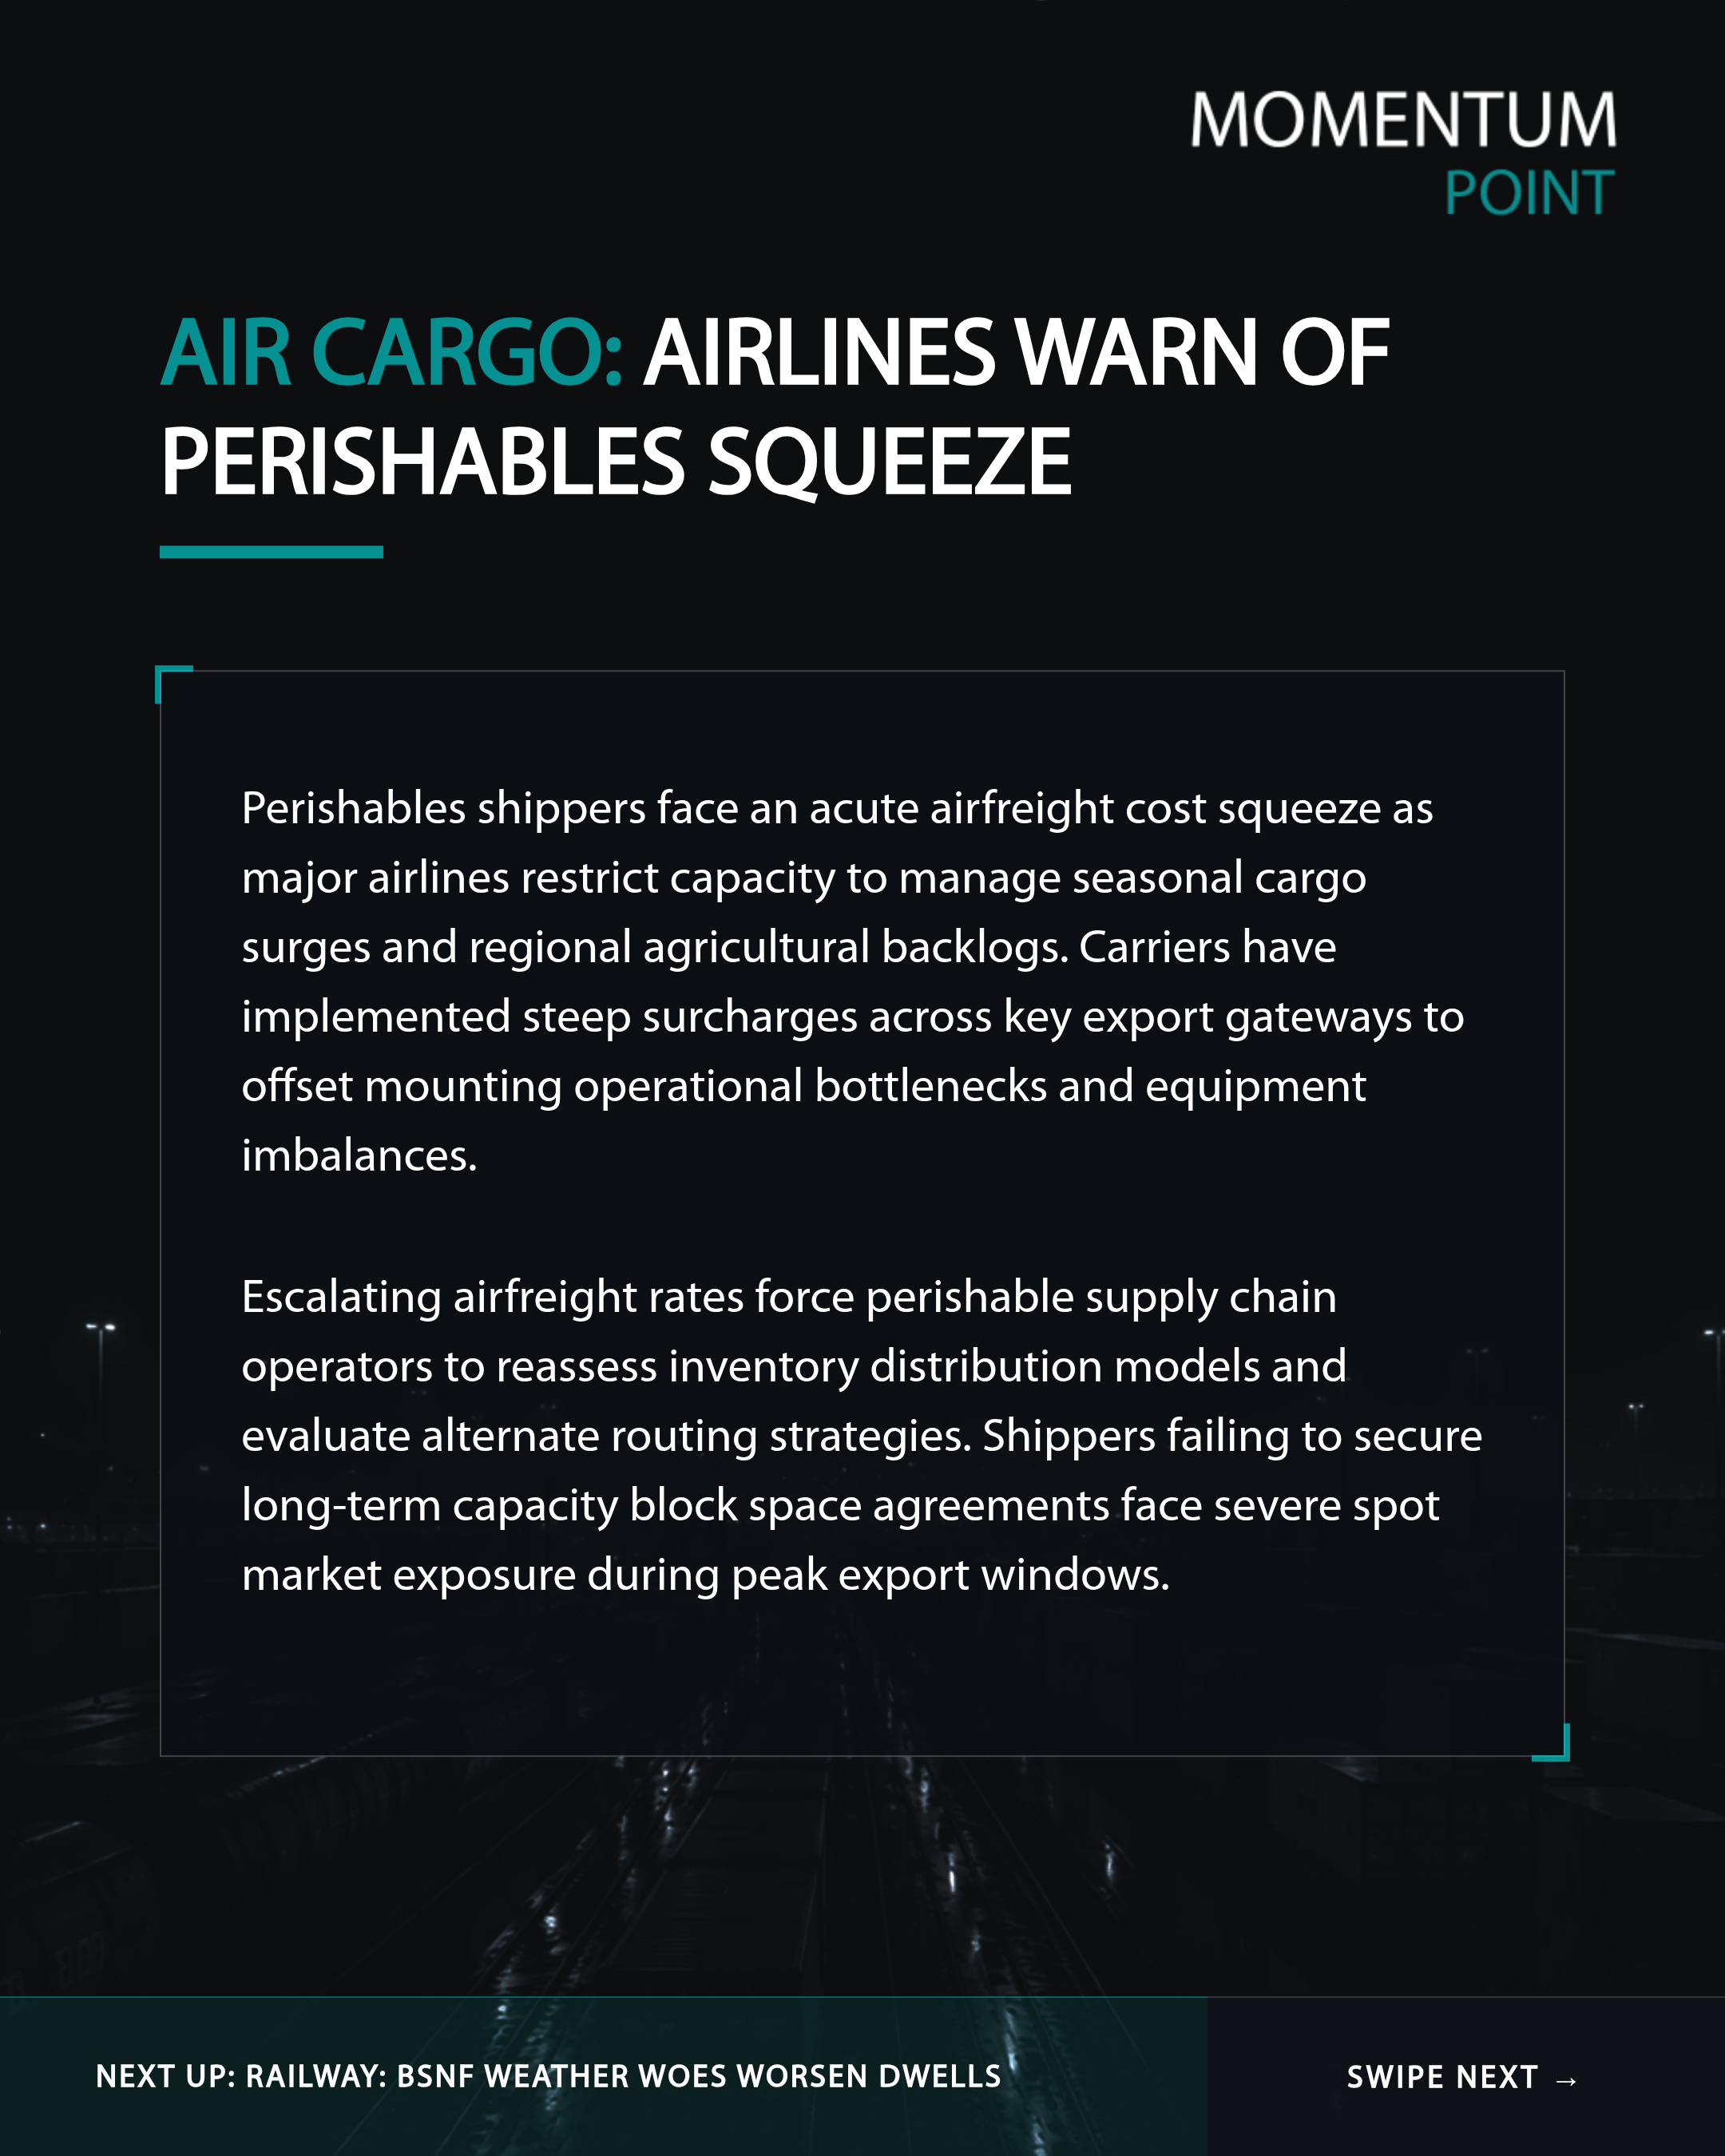 MOMENTUM
POINT
AIR CARGO: AIRLINES WARN OF
PERISHABLES SQUEEZE
Perishables shippers face an acute airfreight cost squeeze as
major airlines restrict capacity to manage seasonal cargo
surges and regional agricultural backlogs. Carriers have
implemented steep surcharges across key export gateways to
offset mounting operational bottlenecks and equipment
imbalances.
Escalating airfreight rates force perishable supply chain
operators to reassess inventory distribution models and
evaluate alternate routing strategies. Shippers failing to secure
long-term capacity block space agreements face severe spot
market exposure during peak export windows.
NEXT UP: RAILWAY: BSNF WEATHER WOES WORSEN DWELLS
SWIPE NEXT →